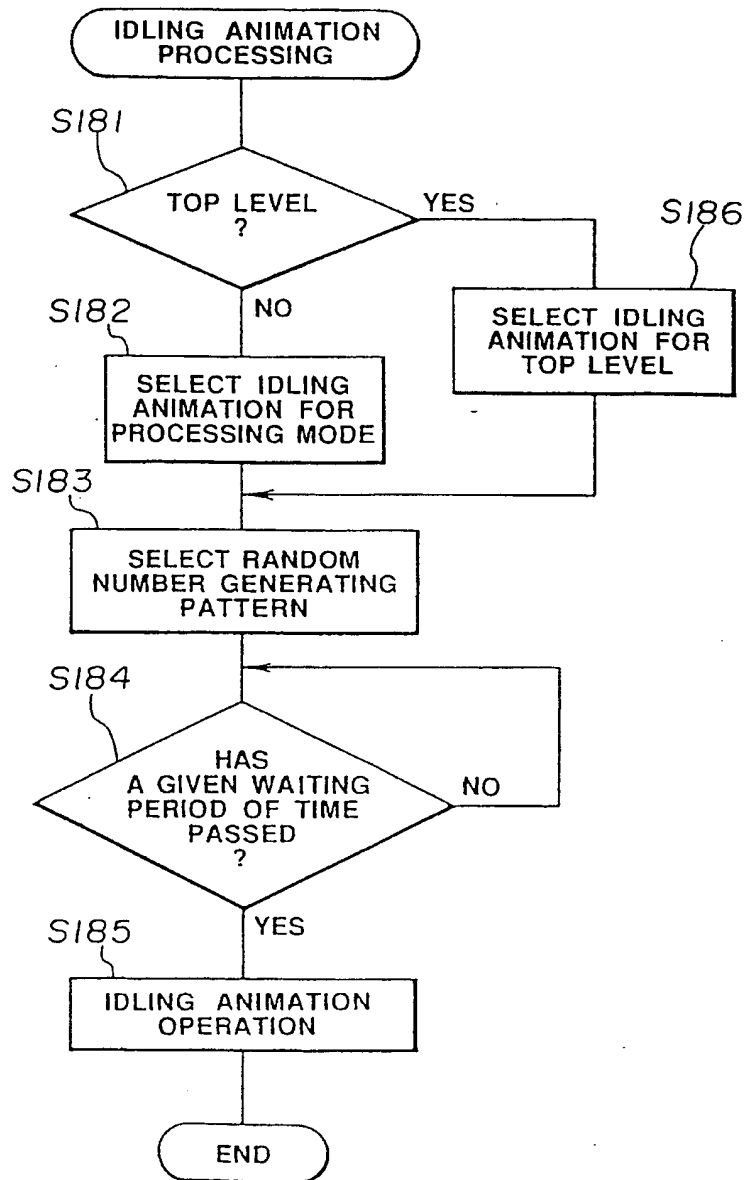 IDLING ANIMATION
PROCESSING
S181
TOP LEVEL
?
YES
S186
NO
S182
SELECT IDLING
ANIMATION FOR
TOP LEVEL
SELECT IDLING
ANIMATION FOR
PROCESSING MODE
S183
SELECT RANDOM
NUMBER GENERATING
PATTERN
S184
HAS
A GIVEN WAITING
PERIOD OF TIME
PASSED
?
NO
YES
S185
IDLING ANIMATION
OPERATION
END